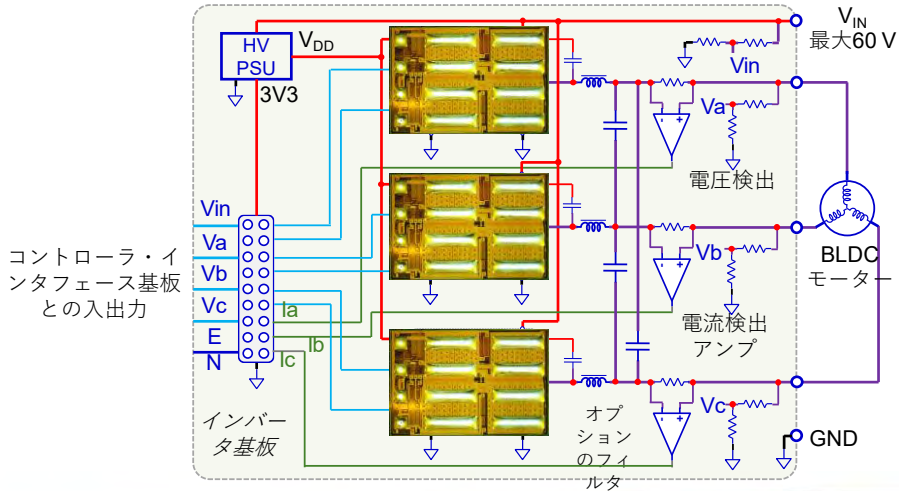 HV
PSU
VDD
3V3
VIN
最大60 V
Vin
Va
電圧検出
Vin
Va
Vb
Vc
E
N
コントローラ・イ
ンタフェース基板
との入出力
Ia
Ib
Ic
Vb
電流検出
アンプ
BLDC
モーター
Vc
GND
インバー
タ基板
オプ
ション
のフィ
ルタ